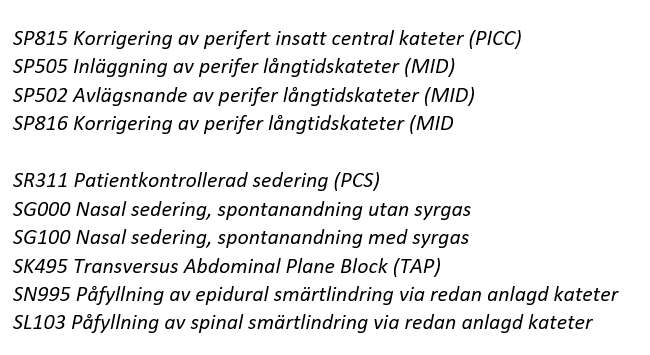 SP815 Korrigering av perifert insatt central kateter (PICC)
SP505 Inläggning av perifer långtidskateter (MID)
SP502 Avlägsnande av perifer långtidskateter (MID)
SP816 Korrigering av perifer långtidskateter (MID
SR311 Patientkontrollerad sedering (PCS)
SG000 Nasal sedering, spontanandning utan syrgas
SG100 Nasal sedering, spontanandning med syrgas
SK495 Transversus Abdominal Plane Block (TAP)
SN995 Påfyllning av epidural smärtlindring via redan anlagd kateter
SL103 Påfyllning av spinal smärtlindring via redan anlagd kateter